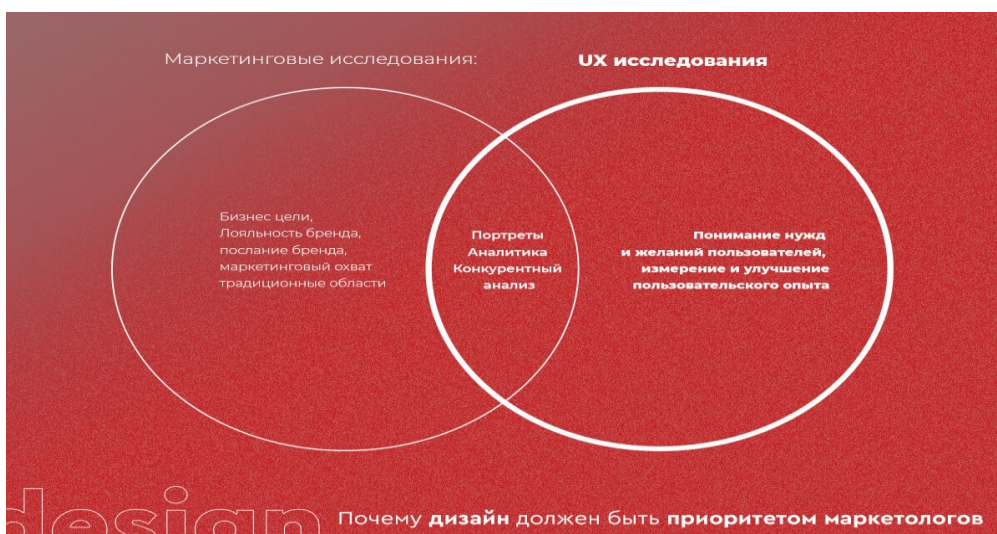 Маркетинговые исследования:
UX исследования
Бизнес цели,
Лояльность бренда,
послание бренда,
маркетинговый охват
традиционные области
Портреты
Аналитика
Конкурентный
анализ
Понимание нужд
и желаний пользователей,
измерение и улучшение
пользовательского опыта
design
Почему дизайн должен быть приоритетом маркетологов